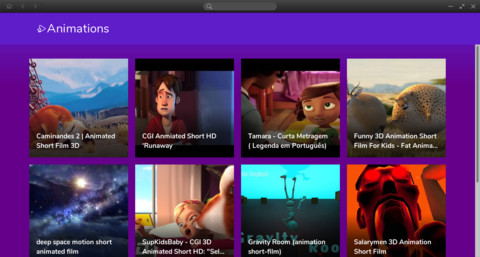 Animations
Caminandes 2 | Animated
Short Film 3D
CGI Anmiated Short HD
'Runaway
Tamara - Curta Metragem
( Legenda em Português)
Funny 3D Animation Short
Film For Kids - Fat Anima...
deep space motion short
animated film
SupKidsBaby - CGI 3D
Animated Short HD: "Sel...
Gravity Room (animation
short-film)
Salarymen 3D Animation
Short Film